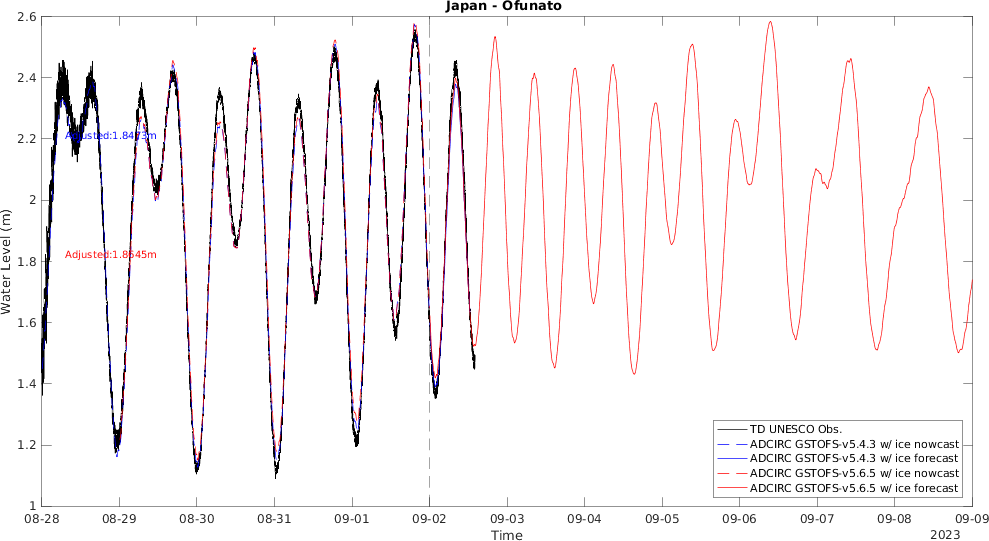 Japan - Ofunato
2.6
2.4
2.2
2
1.8
1.6
1.4
1.2
1
Water Level (m)
Adjusted:1.8473m
Adjusted:1.8645m
TD UNESCO Obs.
ADCIRC GSTOFS-v5.4.3 w/ ice nowcast
ADCIRC GSTOFS-v5.4.3 w/ ice forecast
ADCIRC GSTOFS-v5.6.5 w/ ice nowcast
ADCIRC GSTOFS-v5.6.5 w/ ice forecast
08-28 08-29 08-30 08-31 09-01 09-02 09-03 09-04 09-05 09-06 09-07 09-08 09-09
Time
2023